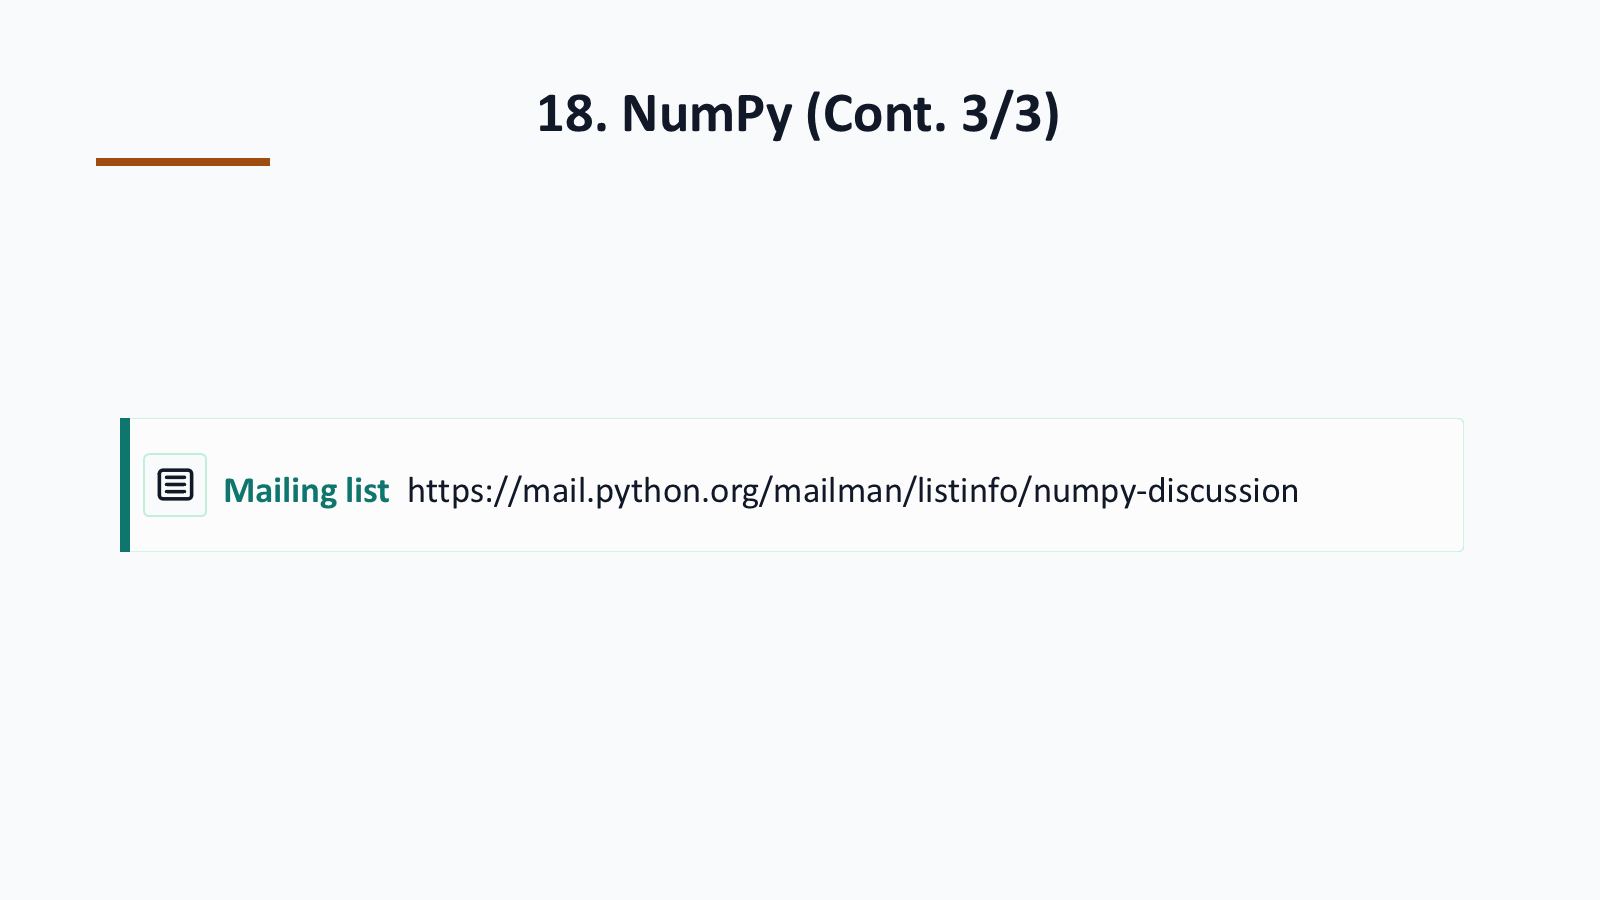 18. NumPy (Cont. 3/3)
Mailing list https://mail.python.org/mailman/listinfo/numpy-discussion